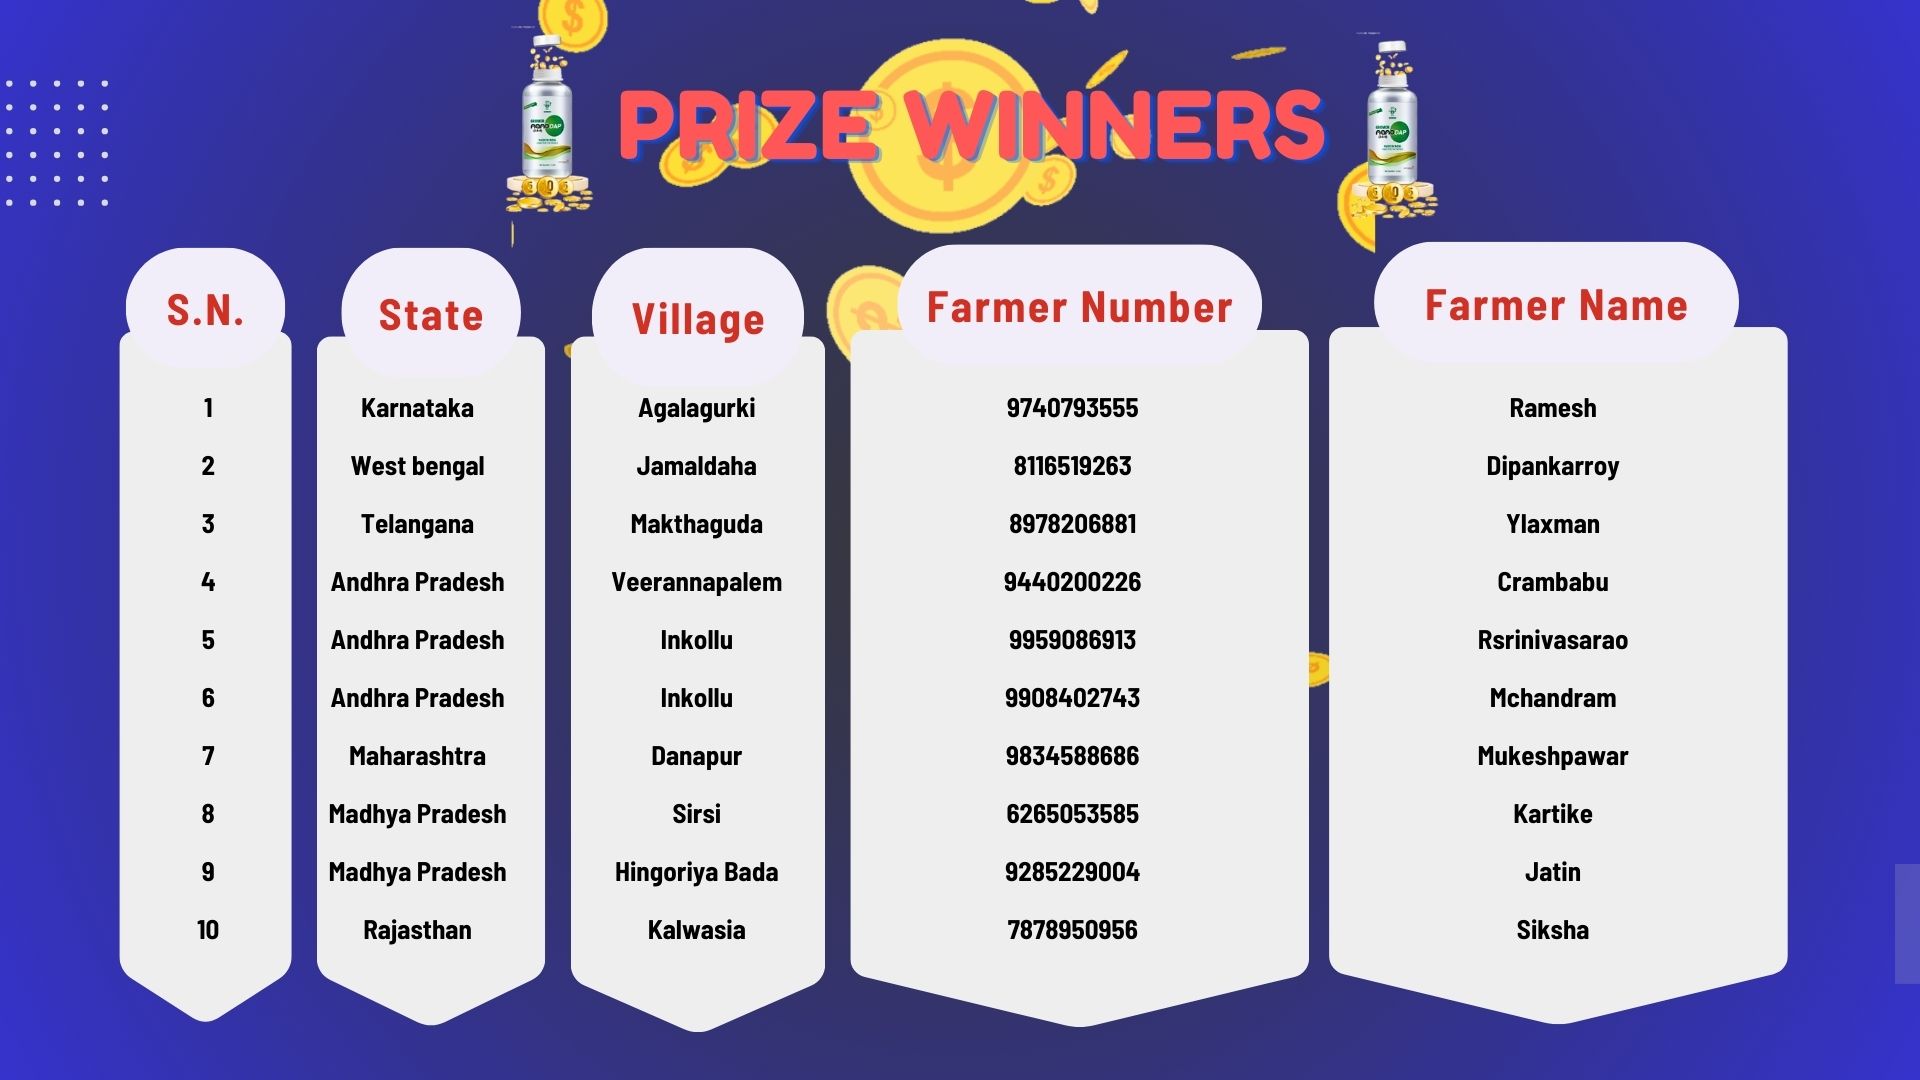 PRIZE WINNERS
S.N. State Village Farmer Number Farmer Name
1 Karnataka Agalagurki 9740793555 Ramesh
2 West bengal Jamaldaha 8116519263 Dipankarroy
3 Telangana Makthaguda 8978206881 Ylaxman
4 Andhra Pradesh Veerannapalem 9440200226 Crambabu
5 Andhra Pradesh Inkollu 9959086913 Rsrinivasarao
6 Andhra Pradesh Inkollu 9908402743 Mchandram
7 Maharashtra Danapur 9834588686 Mukeshpawar
8 Madhya Pradesh Sirsi 6265053585 Kartike
9 Madhya Pradesh Hingoriya Bada 9285229004 Jatin
10 Rajasthan Kalwasia 7878950956 Siksha